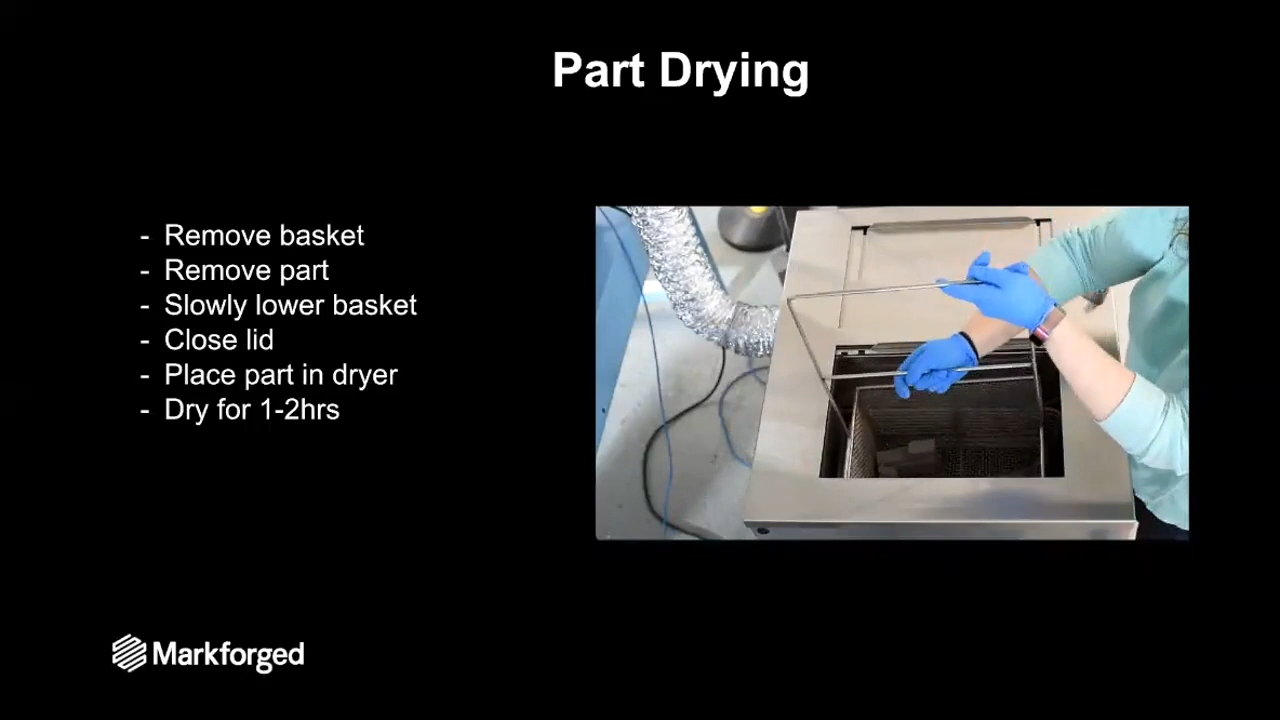 Part Drying
- Remove basket
- Remove part
- Slowly lower basket
- Close lid
- Place part in dryer
- Dry for 1-2hrs
Markforged